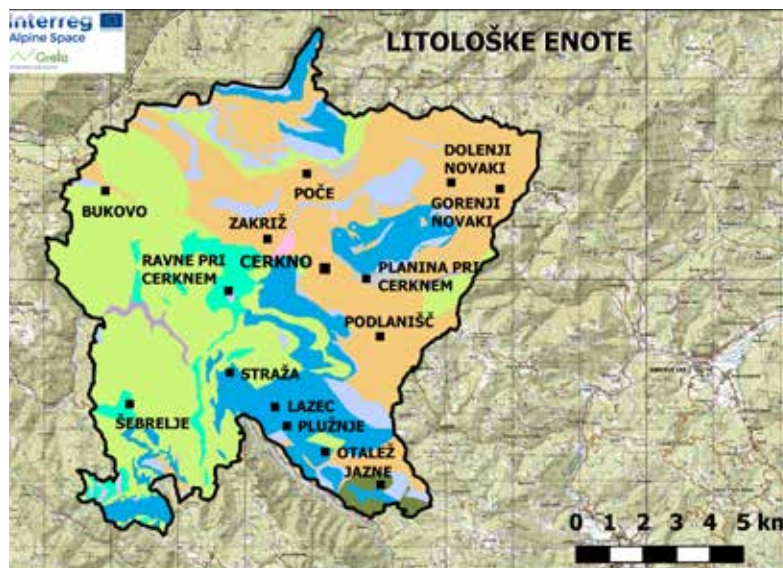 Interreg
Alpine Space
Greta
LITOLOŠKE ENOTE
DOLENJI
NOVAKI
POČE
GORENJI
NOVAKI
BUKOVO
ZAKRIŽ
RAVNE PRI
CERKNEM
CERKNO
PLANINA PRI
CERKNEM
PODLANIŠČ
STRAŽA
LAZEC
ŠEBRELJE
PLUŽNJE
OTALEŽ
JAZNE
0 1 2 3 4 5 km